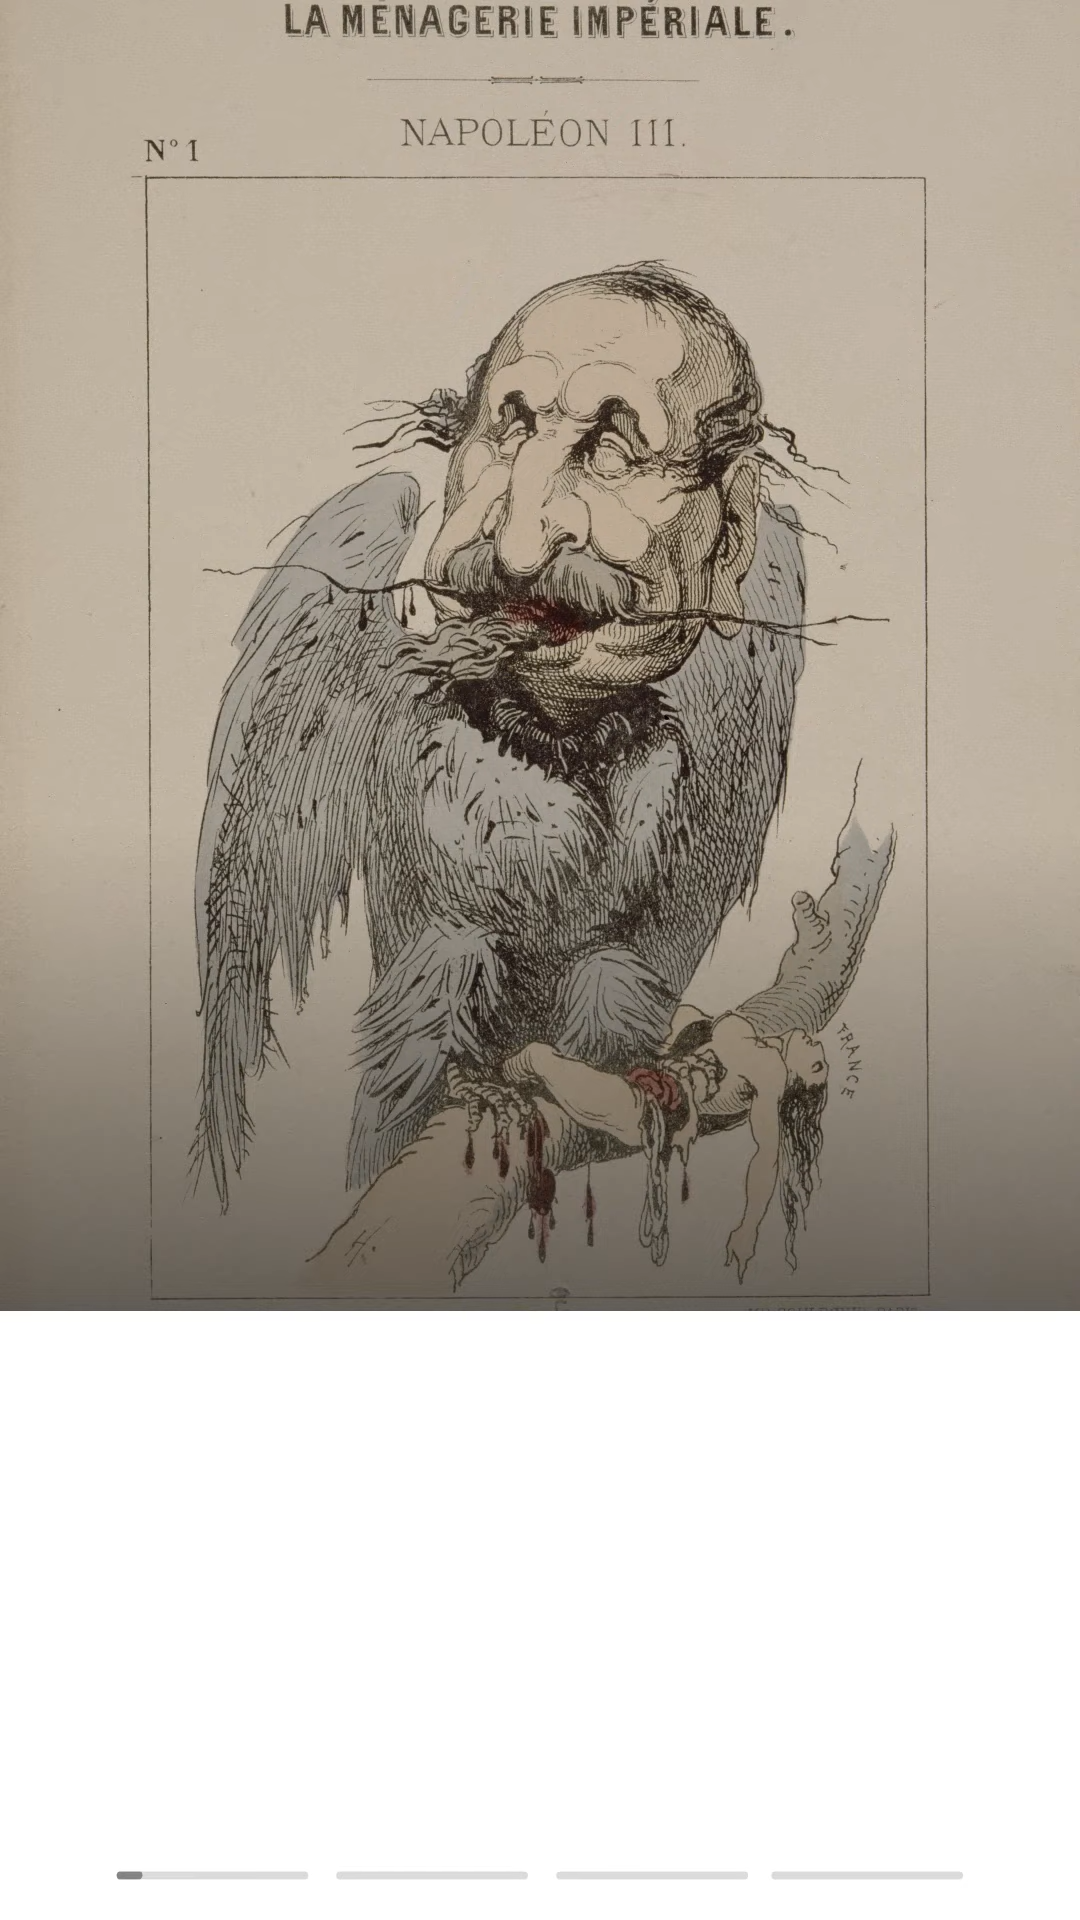 LA MÉNAGERIE IMPÉRIALE.
NAPOLÉON III.
N° 1
FRANCE
H.